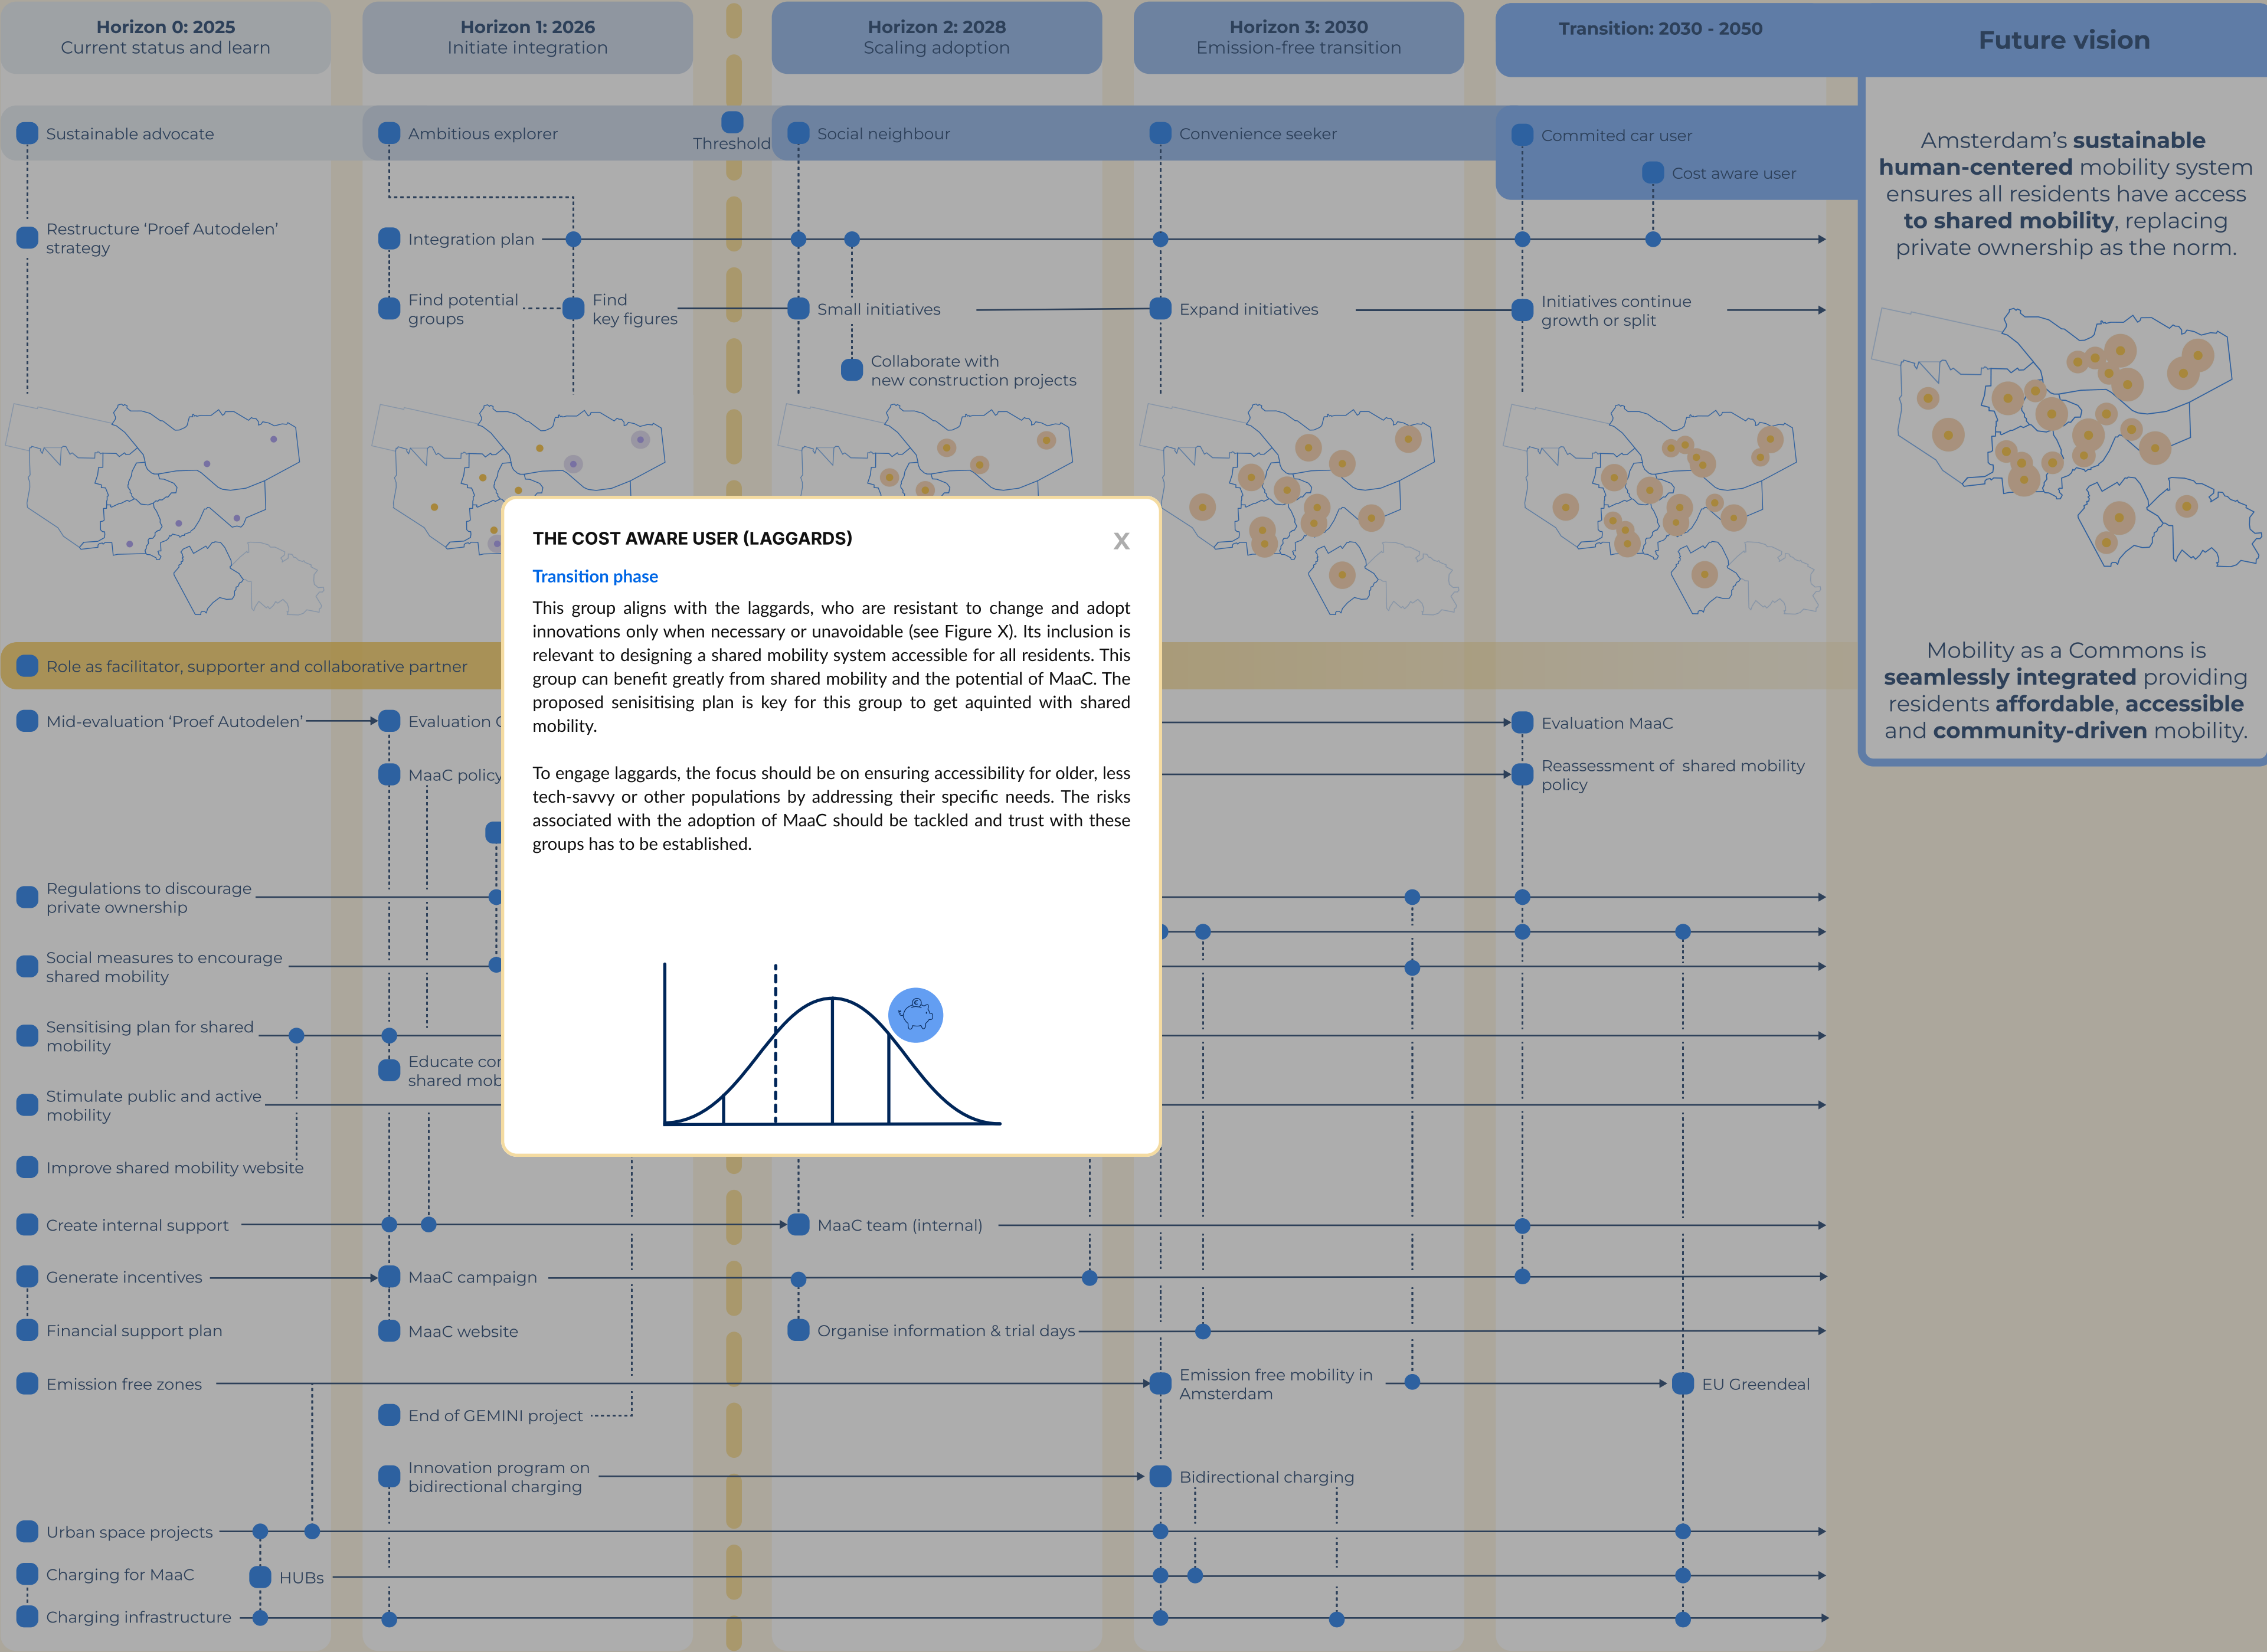 Horizon 0: 2025
Current status and learn
Horizon 1: 2026
Initiate integration
Horizon 2: 2028
Scaling adoption
Horizon 3: 2030
Emission-free transition
Transition: 2030 - 2050
Future vision
Sustainable advocate
Ambitious explorer
Threshold
Social neighbour
Convenience seeker
Commited car user
Cost aware user
Restructure ‘Proef Autodelen’
strategy
Integration plan
Find potential
groups
Find
key figures
Small initiatives
Expand initiatives
Initiatives continue
growth or split
Collaborate with
new construction projects
Amsterdam’s sustainable
human-centered mobility system
ensures all residents have access
to shared mobility, replacing
private ownership as the norm.
Mobility as a Commons is
seamlessly integrated providing
residents affordable, accessible
and community-driven mobility.
THE COST AWARE USER (LAGGARDS)
X
Transition phase
This group aligns with the laggards, who are resistant to change and adopt
innovations only when necessary or unavoidable (see Figure X). Its inclusion is
relevant to designing a shared mobility system accessible for all residents. This
group can benefit greatly from shared mobility and the potential of MaaC. The
proposed senisitising plan is key for this group to get aquinted with shared
mobility.
To engage laggards, the focus should be on ensuring accessibility for older, less
tech-savvy or other populations by addressing their specific needs. The risks
associated with the adoption of MaaC should be tackled and trust with these
groups has to be established.
Role as facilitator, supporter and collaborative partner
Mid-evaluation ‘Proef Autodelen’
Evaluation
Evaluation MaaC
MaaC policy
Reassessment of shared mobility
policy
Regulations to discourage
private ownership
Social measures to encourage
shared mobility
Sensitising plan for shared
mobility
Educate
shared
Stimulate public and active
mobility
Improve shared mobility website
Create internal support
MaaC team (internal)
Generate incentives
MaaC campaign
Financial support plan
MaaC website
Organise information & trial days
Emission free zones
Emission free mobility in
Amsterdam
EU Greendeal
End of GEMINI project
Innovation program on
bidirectional charging
Bidirectional charging
Urban space projects
Charging for MaaC
HUBs
Charging infrastructure